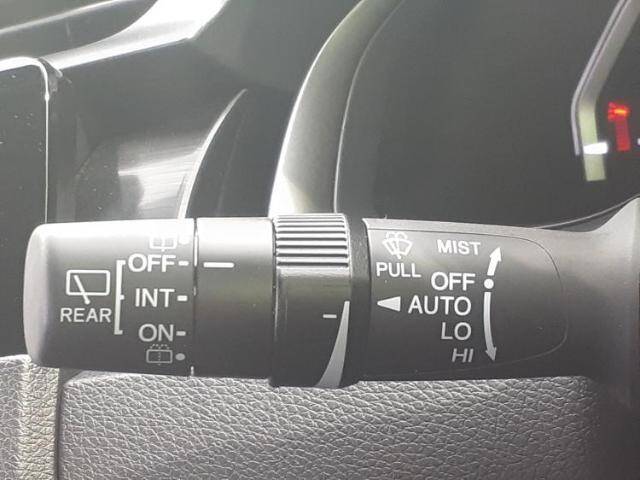 OFF
INT
ON
REAR
PULL
MIST
OFF
AUTO
LO
HI